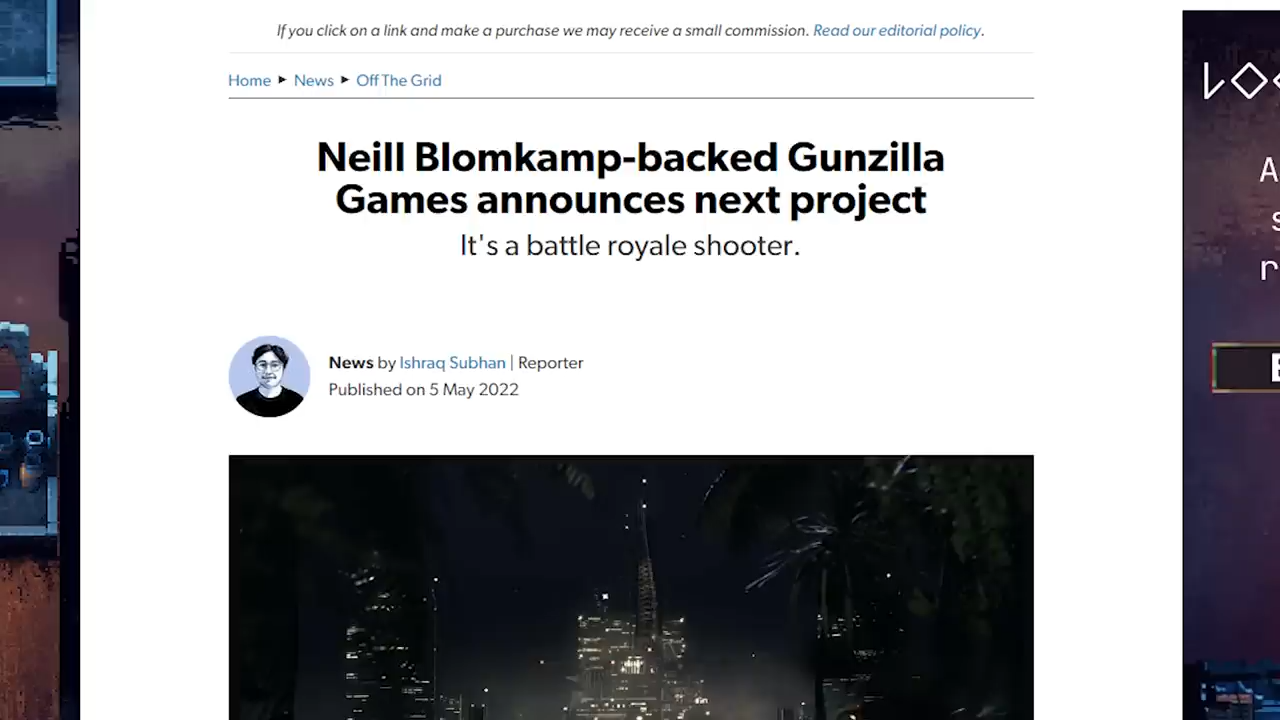 If you click on a link and make a purchase we may receive a small commission. Read our editorial policy.
Home ▶ News ▶ Off The Grid
Neill Blomkamp-backed Gunzilla
Games announces next project
It's a battle royale shooter.
News by Ishraq Subhan | Reporter
Published on 5 May 2022